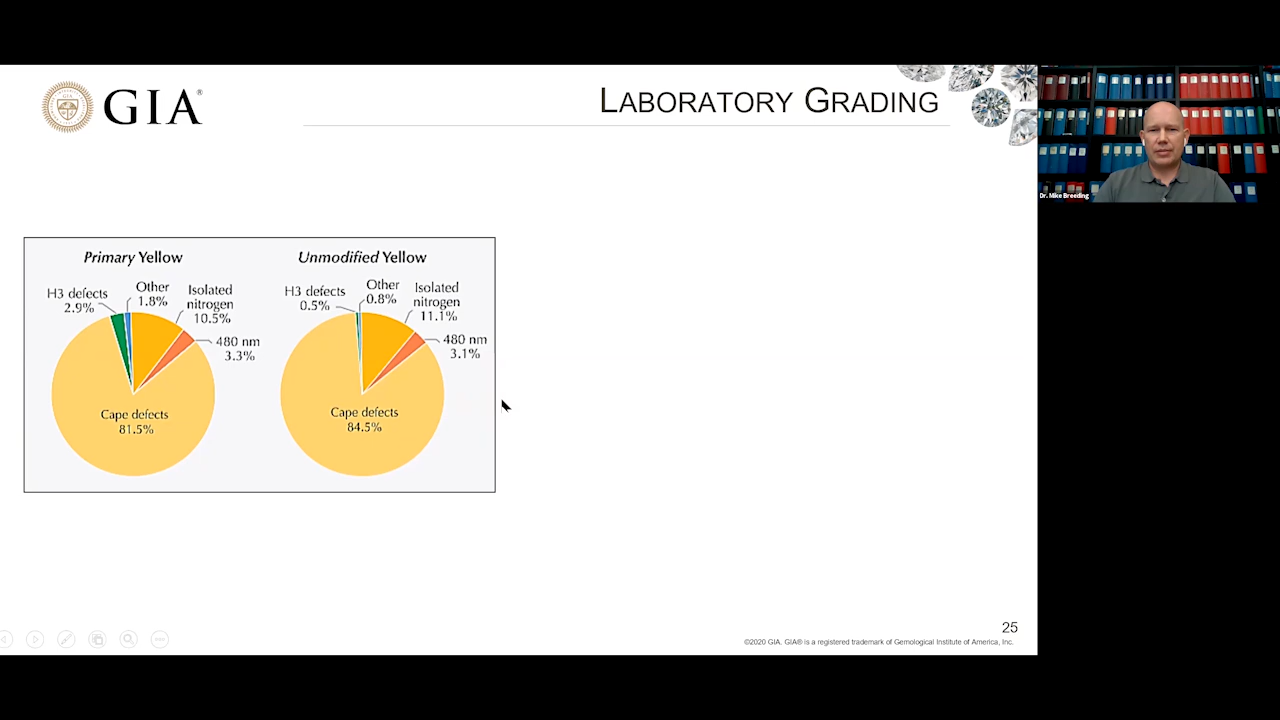 GIA®
LABORATORY GRADING
Dr. Mike Breeding
Primary Yellow
H3 defects
2.9%
Other
1.8%
Isolated
nitrogen
10.5%
480 nm
3.3%
Cape defects
81.5%
Unmodified Yellow
H3 defects
0.5%
Other
0.8%
Isolated
nitrogen
11.1%
480 nm
3.1%
Cape defects
84.5%
25
©2020 GIA. GIA® is a registered trademark of Gemological Institute of America, Inc.